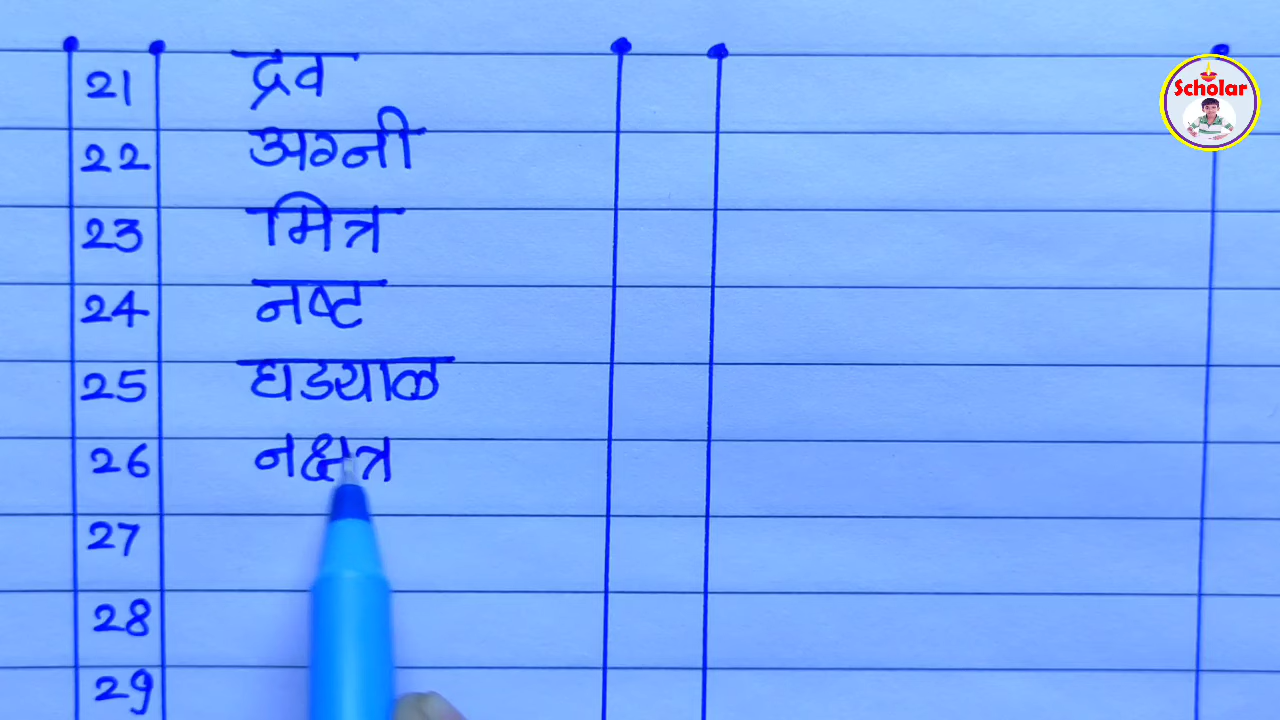 21 द्रव
Scholar
22 अग्नी
23 मित्र
24 नष्ट
25 घड्याळ
26 नक्षत्र
27
28
29